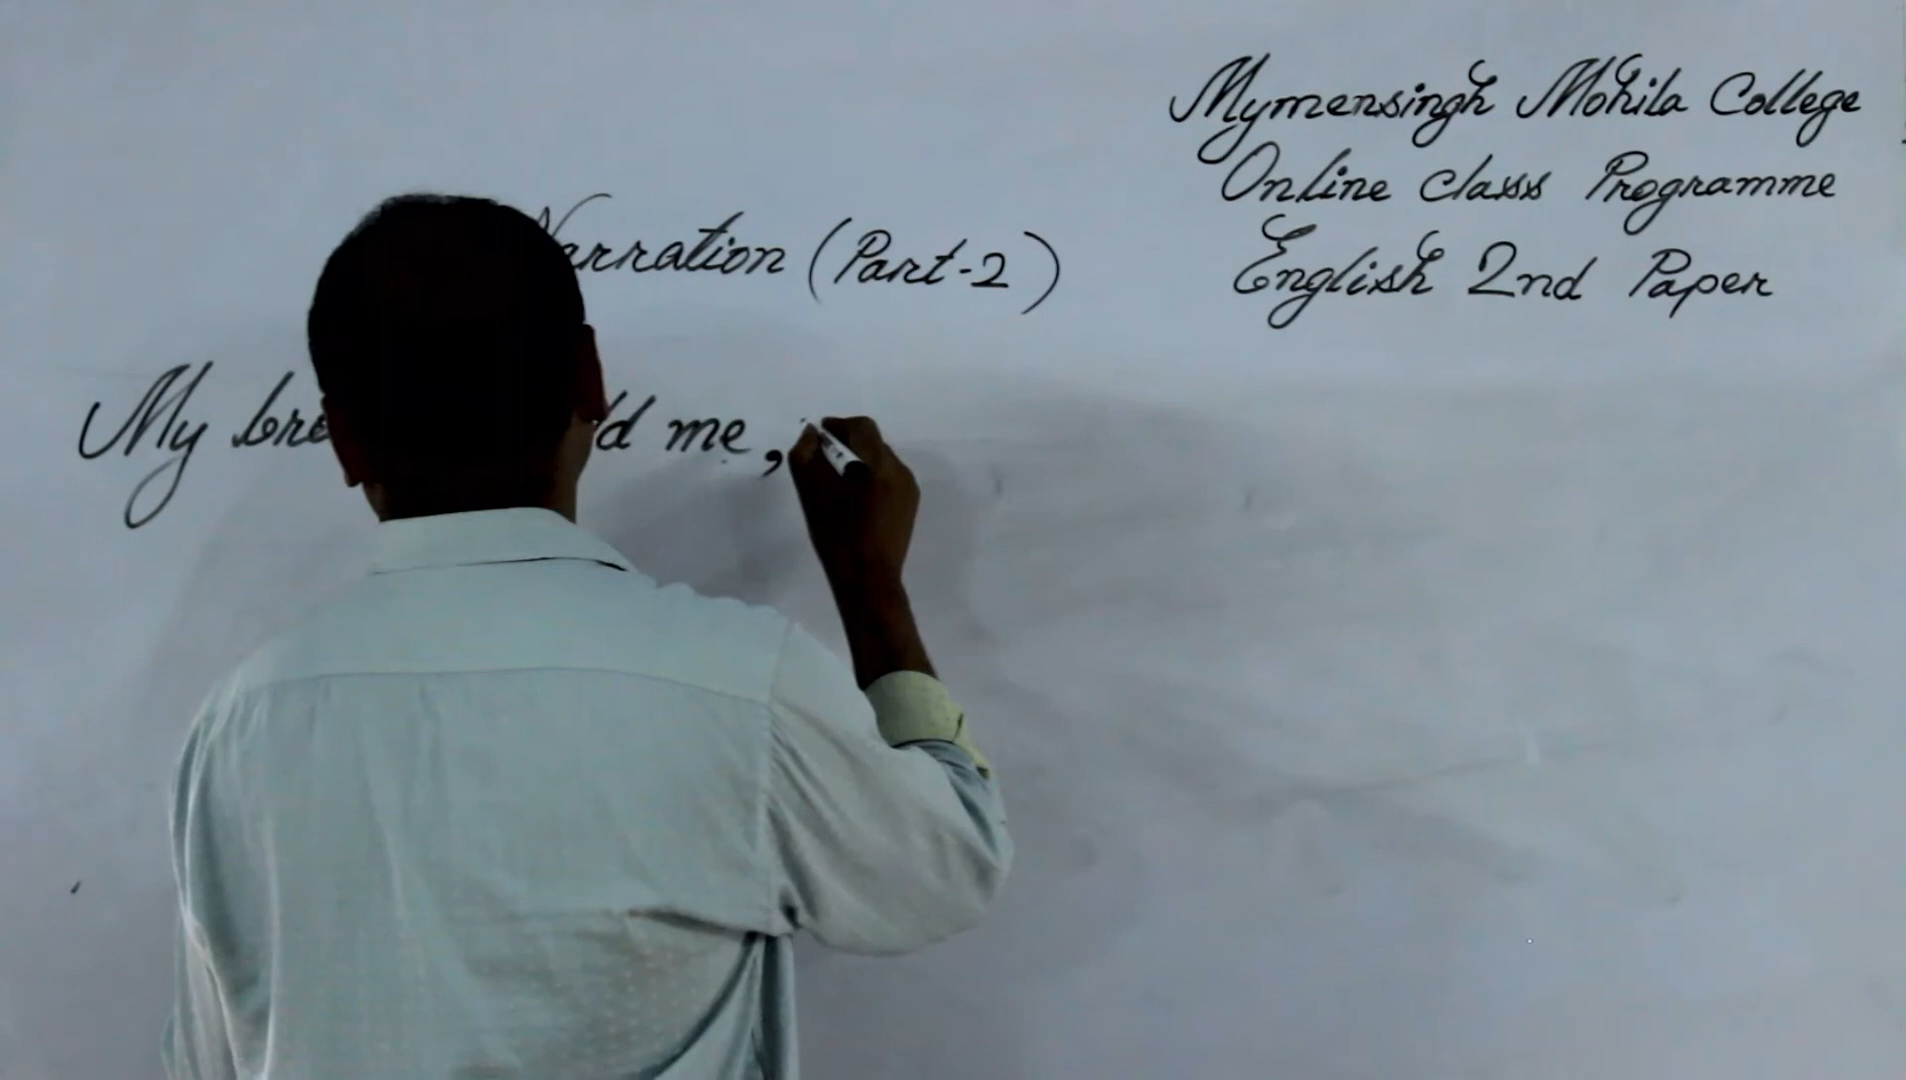 Mymensingh Mohila College
Online class Programme
English 2nd Paper
Narration (Part-2)
My me,